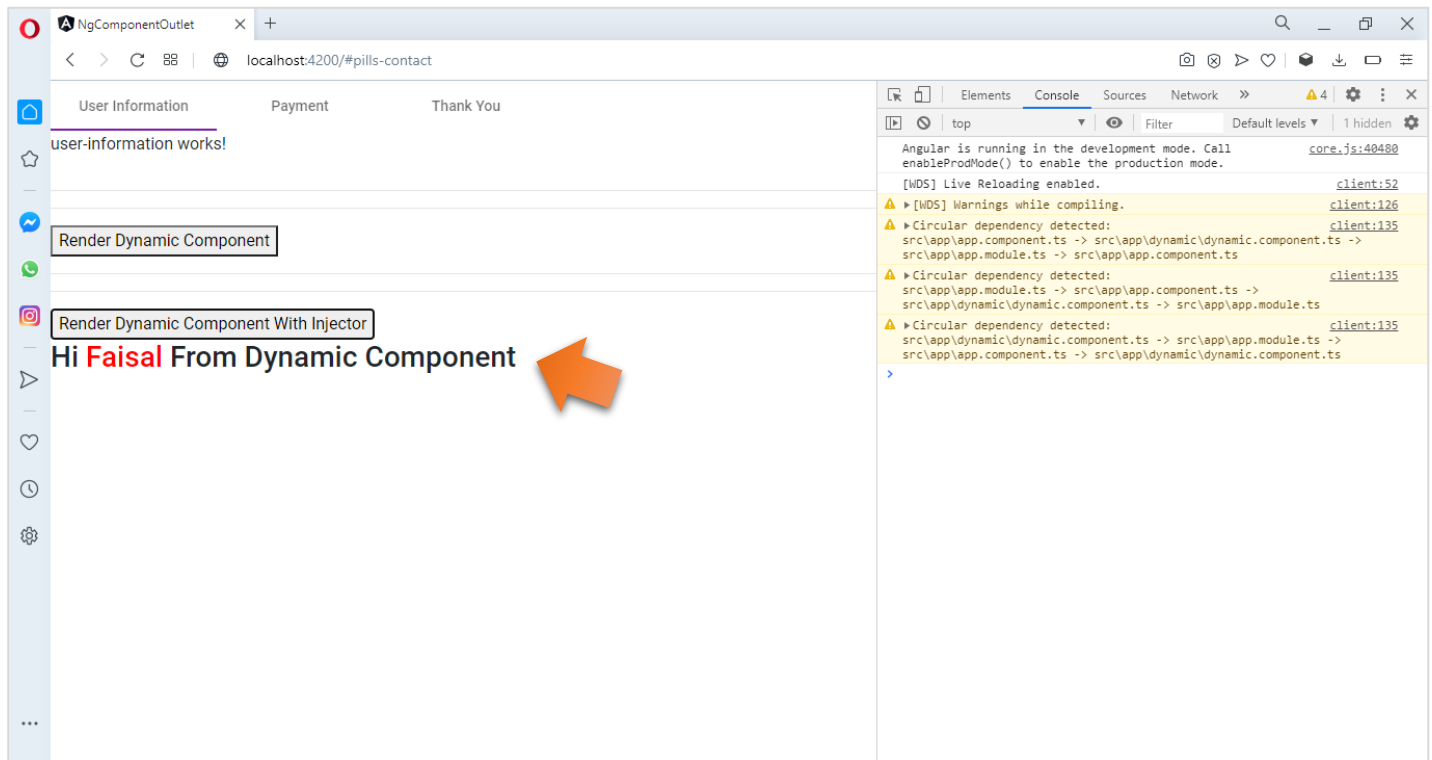 NgComponentOutlet
localhost:4200/#pills-contact
User Information Payment Thank You
user-information works!
Render Dynamic Component
Render Dynamic Component With Injector
Hi Faisal From Dynamic Component
Elements Console Sources Network » 4
top Filter Default levels ▼ 1 hidden
Angular is running in the development mode. Call core.js:40480
enableProdMode() to enable the production mode.
[WDS] Live Reloading enabled. client:52
[WDS] Warnings while compiling. client:126
Circular dependency detected: client:135
src\app\app.component.ts -> src\app\dynamic\dynamic.component.ts ->
src\app\app.module.ts -> src\app\app.component.ts
Circular dependency detected: client:135
src\app\app.module.ts -> src\app\app.component.ts ->
src\app\dynamic\dynamic.component.ts -> src\app\app.module.ts
Circular dependency detected: client:135
src\app\dynamic\dynamic.component.ts -> src\app\app.module.ts ->
src\app\app.component.ts -> src\app\dynamic\dynamic.component.ts